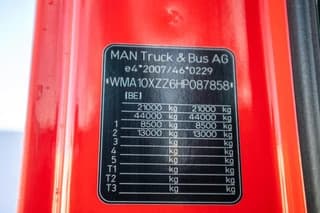 MAN Truck & Bus AG
e4*2007/46*0229
*WMA10XZZ6HP087858*
[BE]
21000 kg 21000 kg
44000 kg 44000 kg
1 8500 kg 8500 kg
2 13000 kg 13000 kg
3 kg kg
4 kg kg
5 kg kg
T1 kg kg
T2 kg kg
T3 kg kg